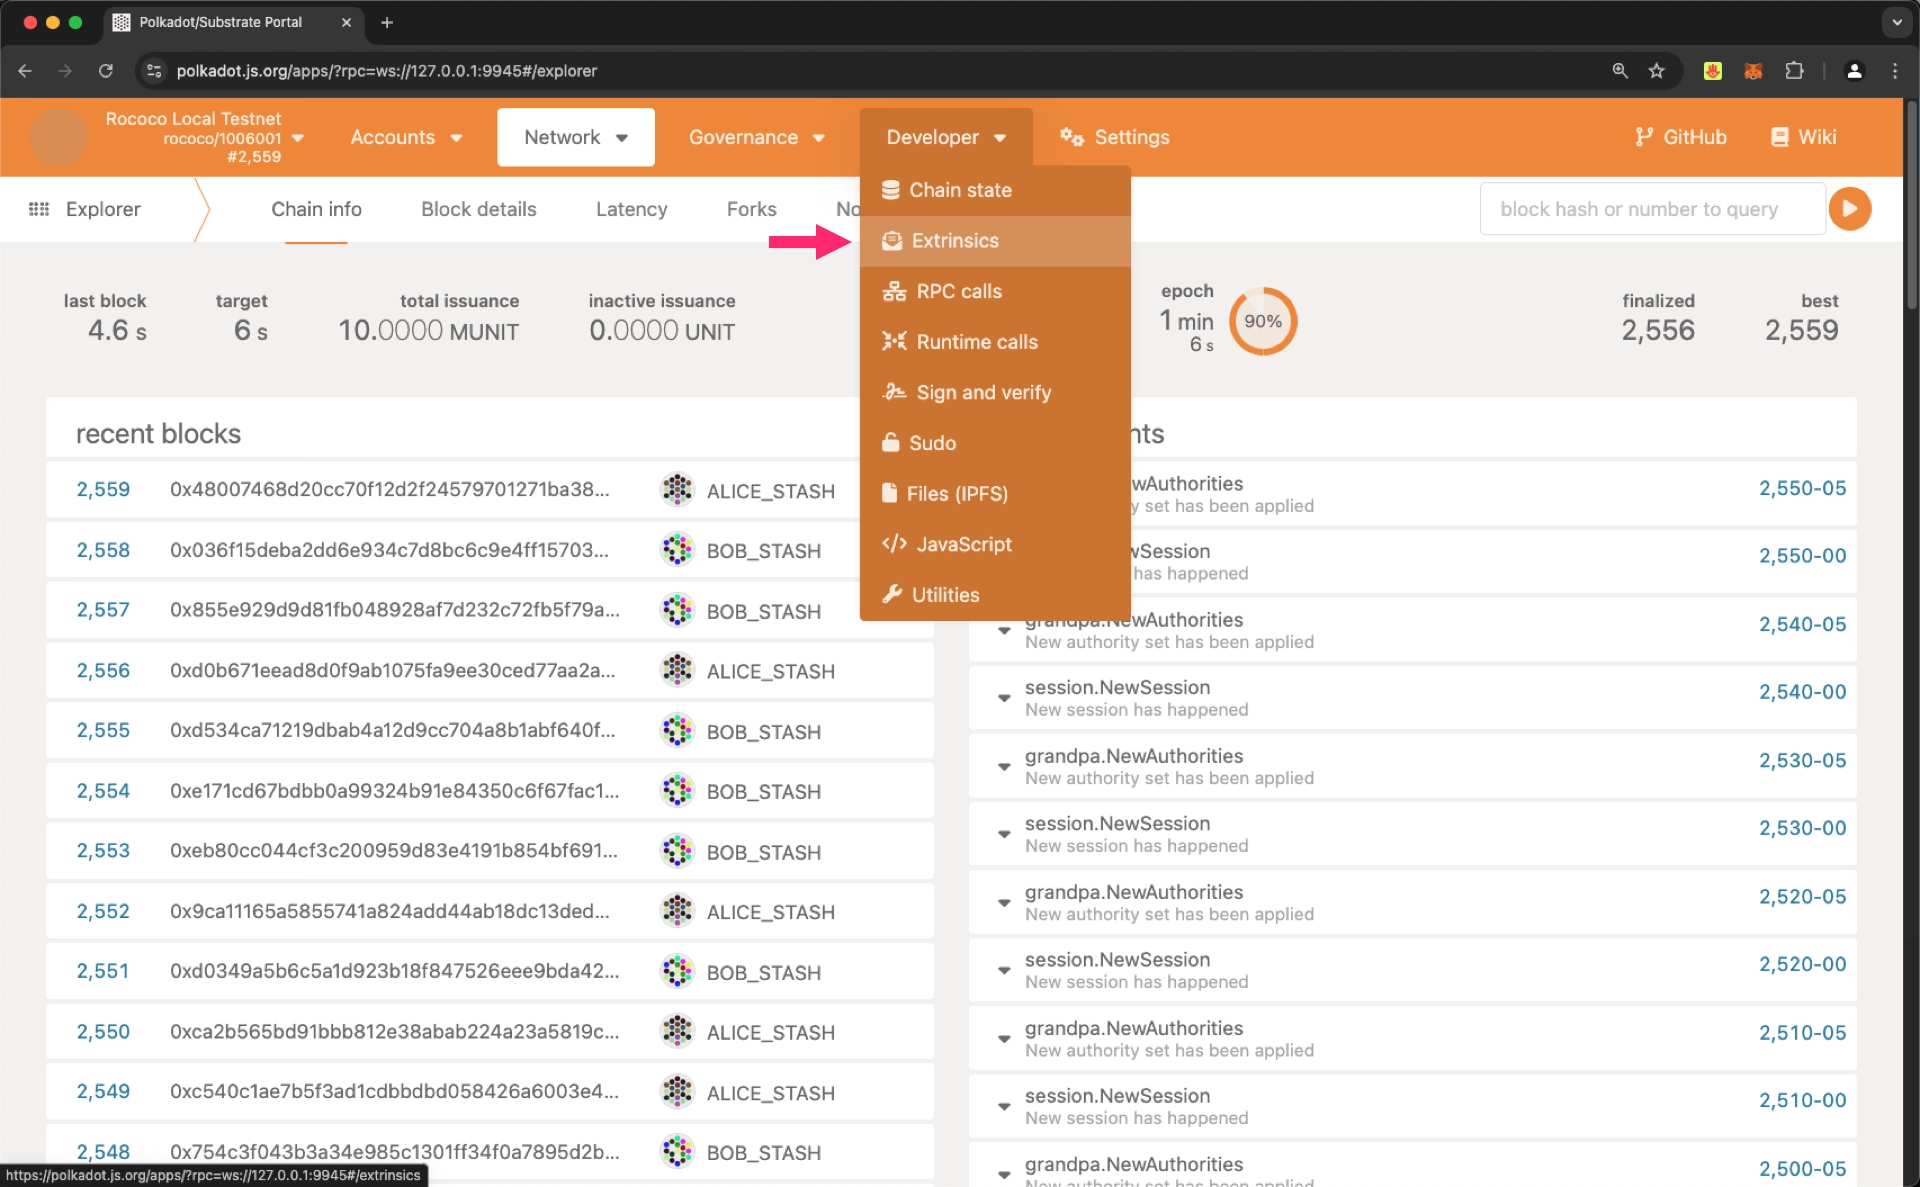 Polkadot/Substrate Portal
polkadot.js.org/apps/?rpc=ws://127.0.0.1:9945#/explorer
Rococo Local Testnet
rococo/1006001
#2,559
Accounts
Network
Governance
Developer
Settings
GitHub
Wiki
Explorer
Chain info
Block details
Latency
Forks
No
block hash or number to query
Chain state
Extrinsics
RPC calls
Runtime calls
Sign and verify
Sudo
Files (IPFS)
JavaScript
Utilities
last block
4.6 s
target
6 s
total issuance
10.0000 MUNIT
inactive issuance
0.0000 UNIT
epoch
1 min
6 s
90%
finalized
2,556
best
2,559
recent blocks
2,559 0x48007468d20cc70f12d2f24579701271ba38... ALICE_STASH
2,558 0x036f15deba2dd6e934c7d8bc6c9e4ff15703... BOB_STASH
2,557 0x855e929d9d81fb048928af7d232c72fb5f79a... BOB_STASH
2,556 0xd0b671eead8d0f9ab1075fa9ee30ced77aa2a... ALICE_STASH
2,555 0xd534ca71219dbab4a12d9cc704a8b1abf640f... BOB_STASH
2,554 0xe171cd67bdbb0a99324b91e84350c6f67fac1... BOB_STASH
2,553 0xeb80cc044cf3c200959d83e4191b854bf691... BOB_STASH
2,552 0x9ca11165a5855741a824add44ab18dc13ded... ALICE_STASH
2,551 0xd0349a5b6c5a1d923b18f847526eee9bda42... BOB_STASH
2,550 0xca2b565bd91bbb812e38abab224a23a5819c... ALICE_STASH
2,549 0xc540c1ae7b5f3ad1cdbbdbd058426a6003e4... ALICE_STASH
2,548 0x754c3f043b3a34e985c1301ff34f0a7895d2b... BOB_STASH
nts
wAuthorities 2,550-05
y set has been applied
wSession 2,550-00
has happened
grandpa.NewAuthorities 2,540-05
New authority set has been applied
session.NewSession 2,540-00
New session has happened
grandpa.NewAuthorities 2,530-05
New authority set has been applied
session.NewSession 2,530-00
New session has happened
grandpa.NewAuthorities 2,520-05
New authority set has been applied
session.NewSession 2,520-00
New session has happened
grandpa.NewAuthorities 2,510-05
New authority set has been applied
session.NewSession 2,510-00
New session has happened
grandpa.NewAuthorities 2,500-05
New authority set has been applied
https://polkadot.js.org/apps/?rpc=ws://127.0.0.1:9945#/extrinsics